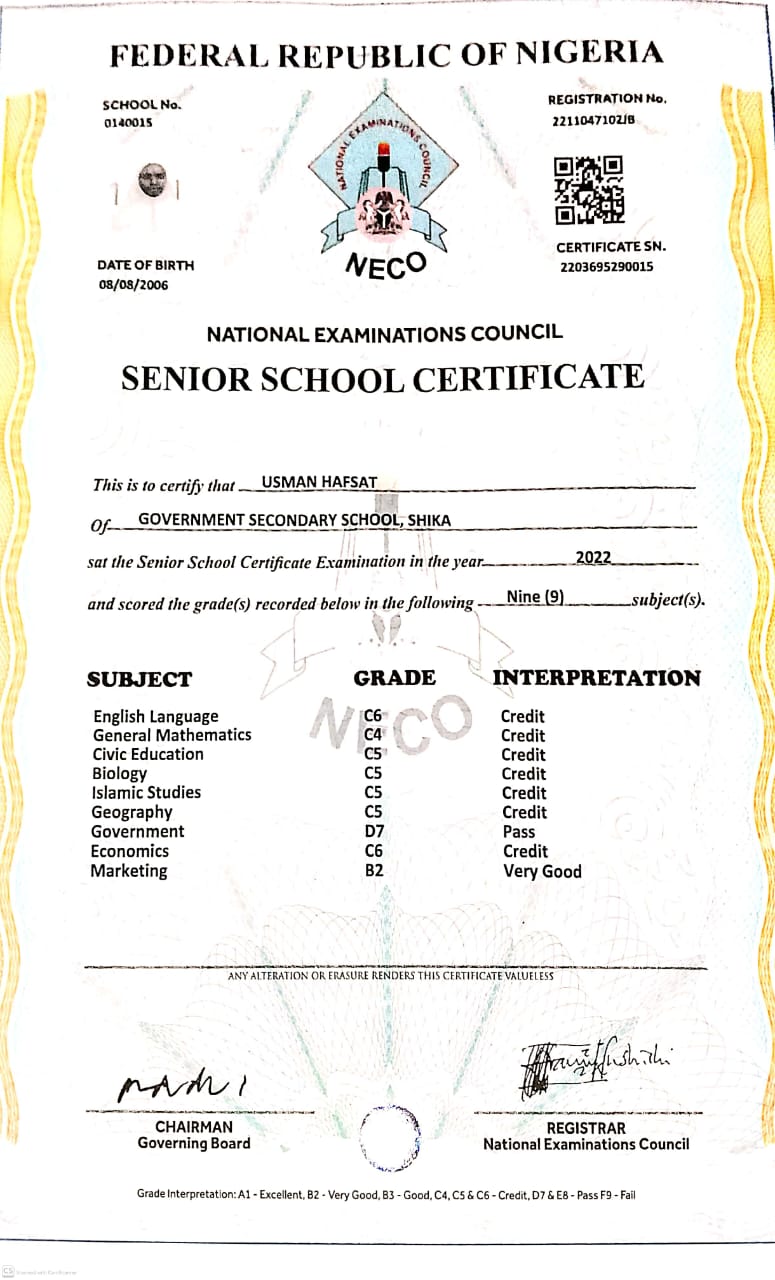 FEDERAL REPUBLIC OF NIGERIA
SCHOOL No.
0140015
REGISTRATION No.
2211047102JB
NATIONAL EXAMINATIONS COUNCIL
NECO
CERTIFICATE SN.
2203695290015
DATE OF BIRTH
08/08/2006
NATIONAL EXAMINATIONS COUNCIL
SENIOR SCHOOL CERTIFICATE
This is to certify that USMAN HAFSAT
Of GOVERNMENT SECONDARY SCHOOL, SHIKA
sat the Senior School Certificate Examination in the year 2022
and scored the grade(s) recorded below in the following Nine (9) subject(s).
NECO
SUBJECT GRADE INTERPRETATION
English Language C6 Credit
General Mathematics C4 Credit
Civic Education C5 Credit
Biology C5 Credit
Islamic Studies C5 Credit
Geography C5 Credit
Government D7 Pass
Economics C6 Credit
Marketing B2 Very Good
ANY ALTERATION OR ERASURE RENDERS THIS CERTIFICATE VALUELESS
CHAIRMAN
Governing Board
REGISTRAR
National Examinations Council
Grade Interpretation: A1 - Excellent, B2 - Very Good, B3 - Good, C4, C5 & C6 - Credit, D7 & E8 - Pass F9 - Fail
CS Scanned with CamScanner